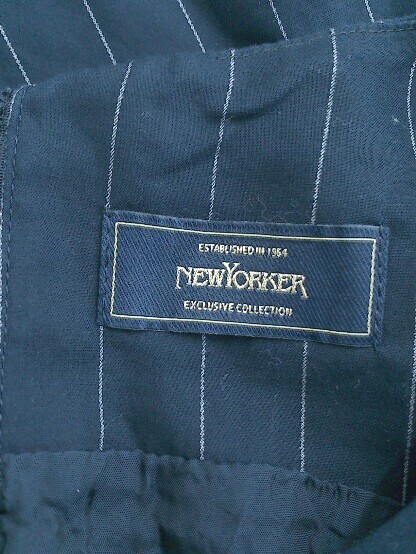 ESTABLISHED IN 1964
NEWYORKER
EXCLUSIVE COLLECTION